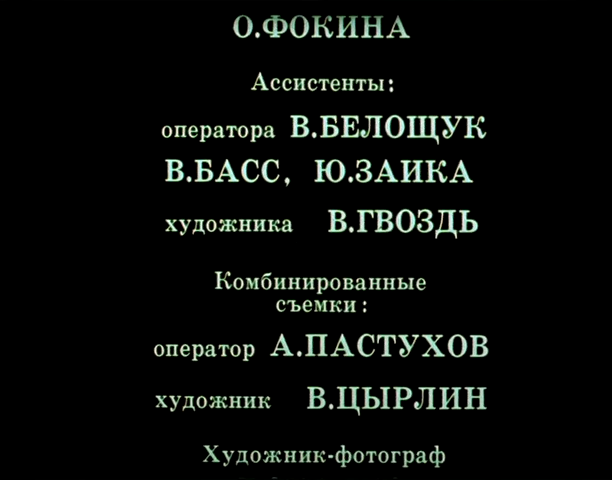 О.ФОКИНА
Ассистенты:
оператора В.БЕЛОЩУК
В.БАСС, Ю.ЗАИКА
художника В.ГВОЗДЬ
Комбинированные
съемки:
оператор А.ПАСТУХОВ
художник В.ЦЫРЛИН
Художник-фотограф